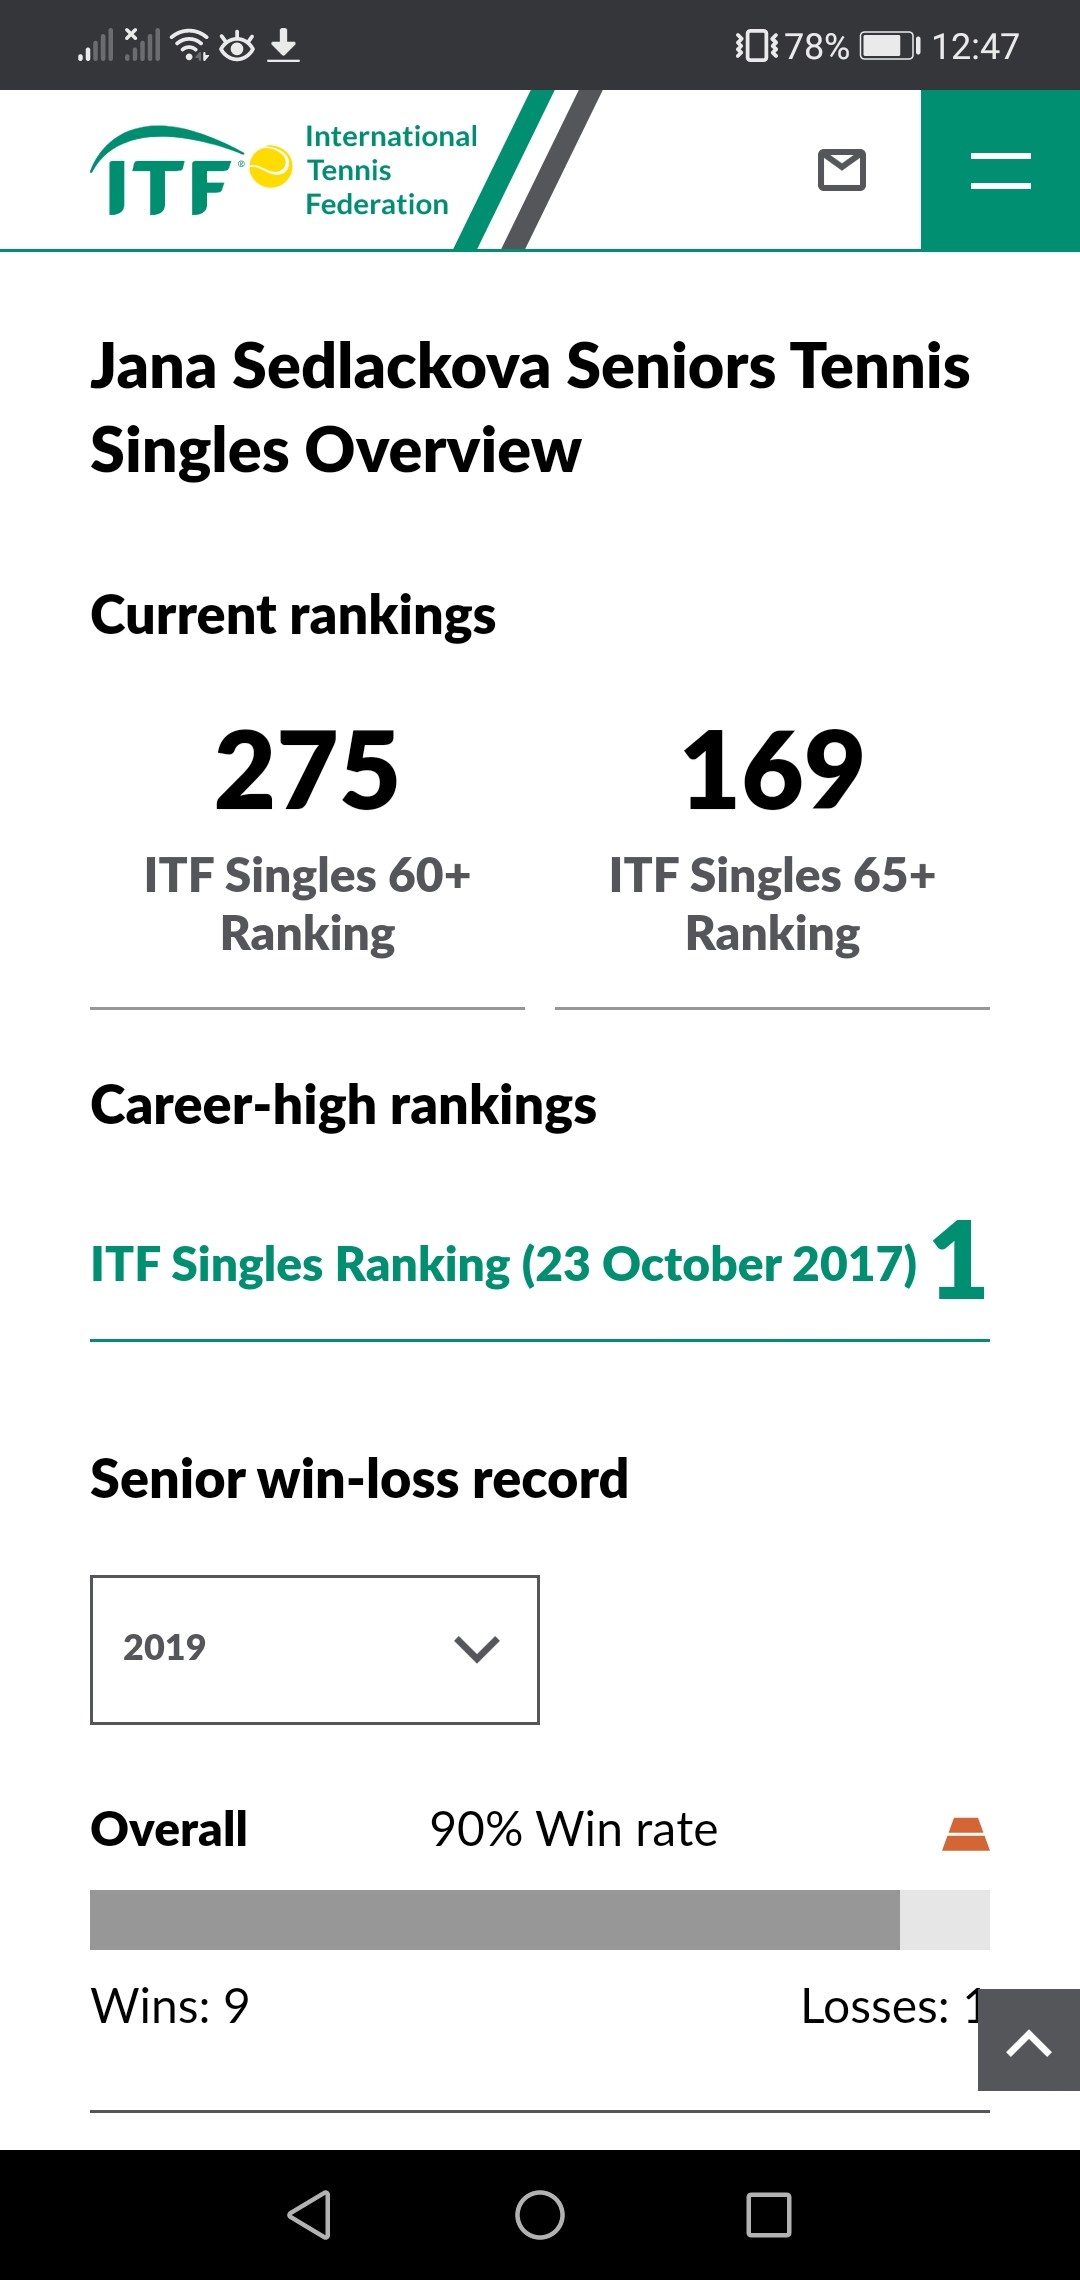 78% 12:47
ITF®
International
Tennis
Federation
Jana Sedlackova Seniors Tennis
Singles Overview
Current rankings
275
ITF Singles 60+
Ranking
169
ITF Singles 65+
Ranking
Career-high rankings
ITF Singles Ranking (23 October 2017) 1
Senior win-loss record
2019
Overall 90% Win rate
Wins: 9 Losses: 1